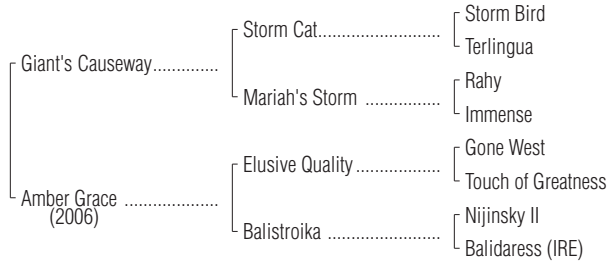 Storm Bird
Storm Cat..........................
Terlingua
Giant's Causeway..............
Rahy
Mariah's Storm ................
Immense
Gone West
Elusive Quality..................
Touch of Greatness
Amber Grace ....................
(2006)
Nijinsky II
Balistroika.........................
Balidaress (IRE)